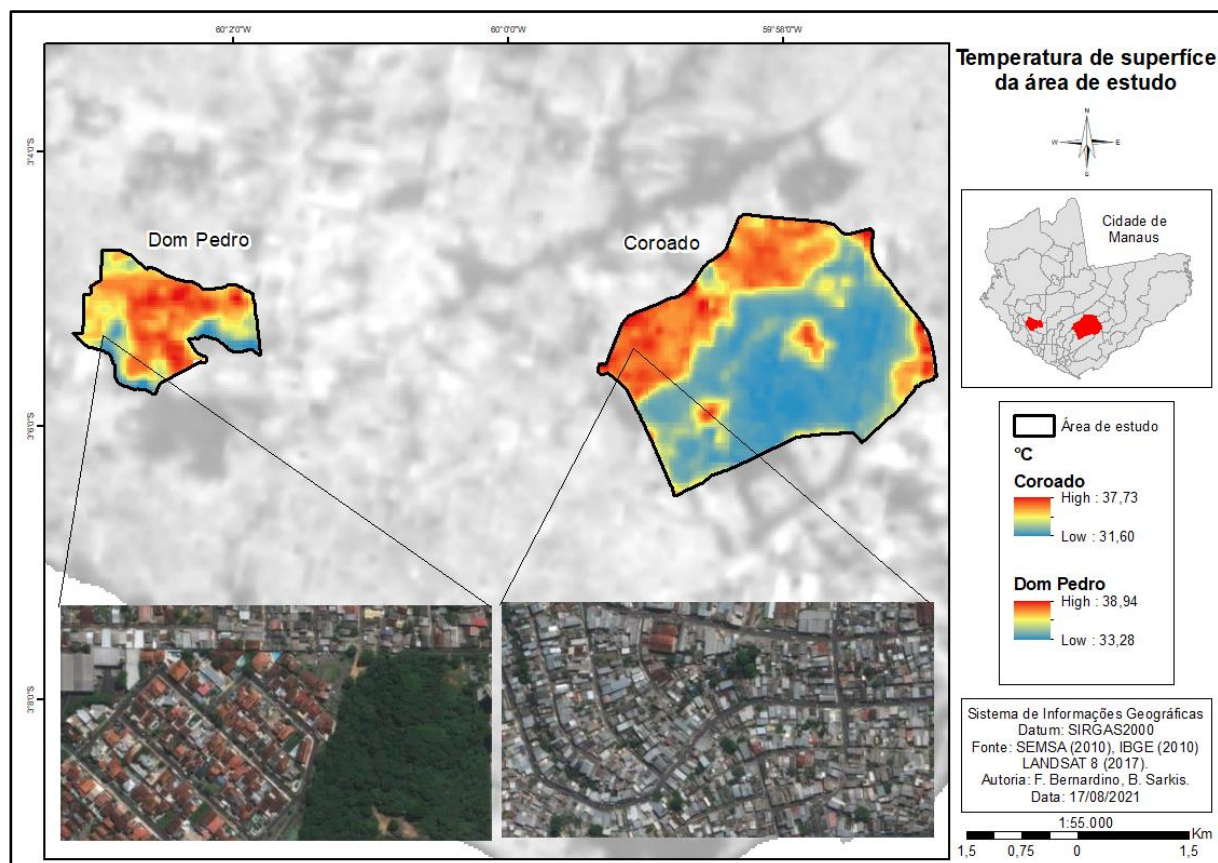 60°2'0"W
60°0'0"W
59°58'0"W
3°4'0"S
3°6'0"S
3°8'0"S
Dom Pedro
Coroado
Temperatura de superfíce
da área de estudo
N
W
E
S
Cidade de
Manaus
Área de estudo
°C
Coroado
High : 37,73
Low : 31,60
Dom Pedro
High : 38,94
Low : 33,28
Sistema de Informações Geográficas
Datum: SIRGAS2000
Fonte: SEMSA (2010), IBGE (2010)
LANDSAT 8 (2017).
Autoria: F. Bernardino, B. Sarkis.
Data: 17/08/2021
1:55.000
Km
1,5 0,75 0 1,5